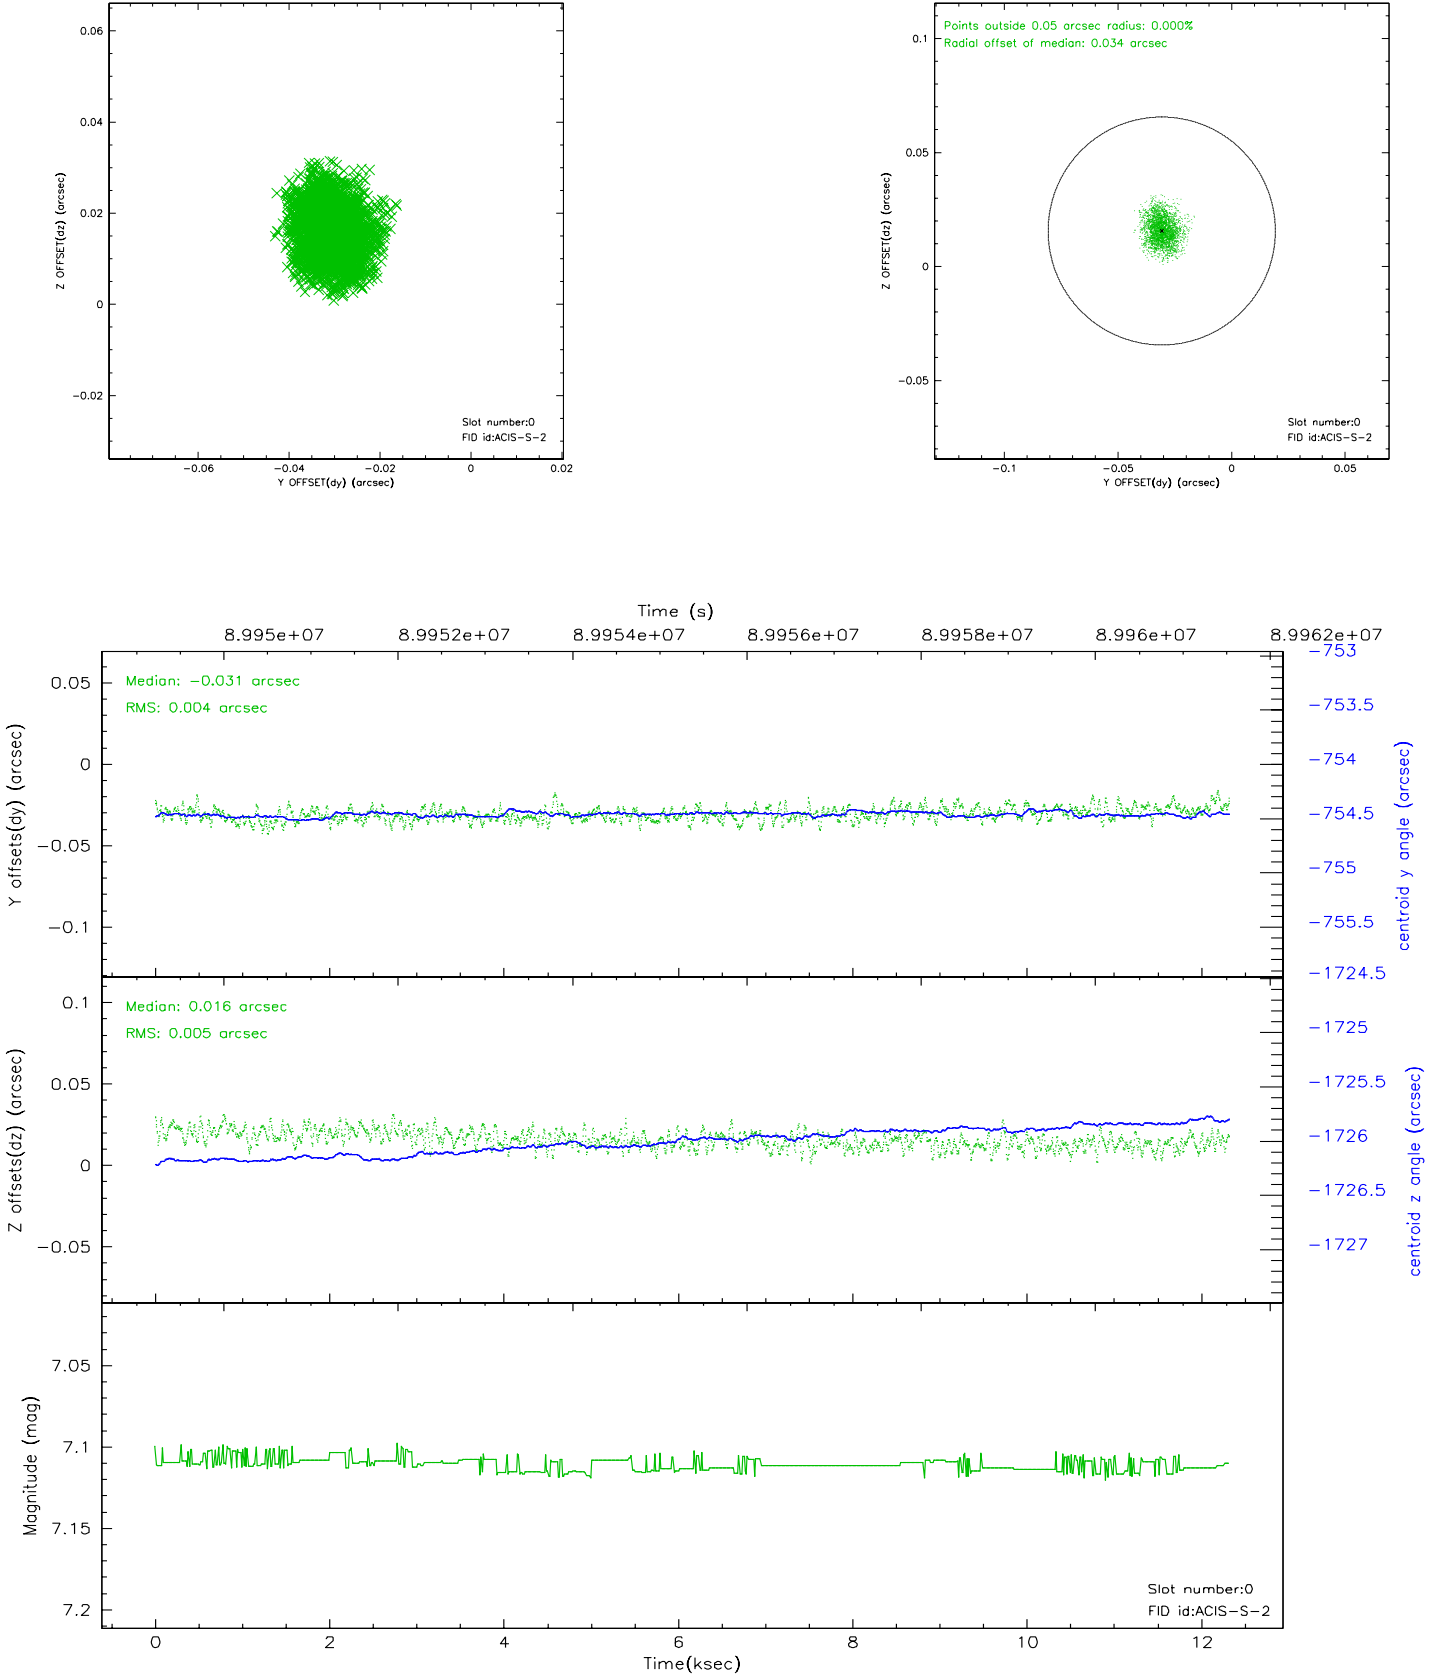 0.06
0.04
0.02
0
−0.02
Z OFFSET(dz) (arcsec)
Slot number:0
FID id:ACIS−S−2
−0.06 −0.04 −0.02 0 0.02
Y OFFSET(dy) (arcsec)
Points outside 0.05 arcsec radius: 0.000%
Radial offset of median: 0.034 arcsec
0.1
0.05
0
−0.05
Z OFFSET(dz) (arcsec)
Slot number:0
FID id:ACIS−S−2
−0.1 −0.05 0 0.05
Y OFFSET(dy) (arcsec)
Time (s)
8.995e+07 8.9952e+07 8.9954e+07 8.9956e+07 8.9958e+07 8.996e+07 8.9962e+07
Median: −0.031 arcsec
RMS: 0.004 arcsec
0.05
0
−0.05
−0.1
Y offsets(dy) (arcsec)
−753
−753.5
−754
−754.5
−755
−755.5
centroid y angle (arcsec)
Median: 0.016 arcsec
RMS: 0.005 arcsec
0.1
0.05
0
−0.05
Z offsets(dz) (arcsec)
−1724.5
−1725
−1725.5
−1726
−1726.5
−1727
centroid z angle (arcsec)
7.05
7.1
7.15
7.2
Magnitude (mag)
Slot number:0
FID id:ACIS−S−2
0 2 4 6 8 10 12
Time(ksec)